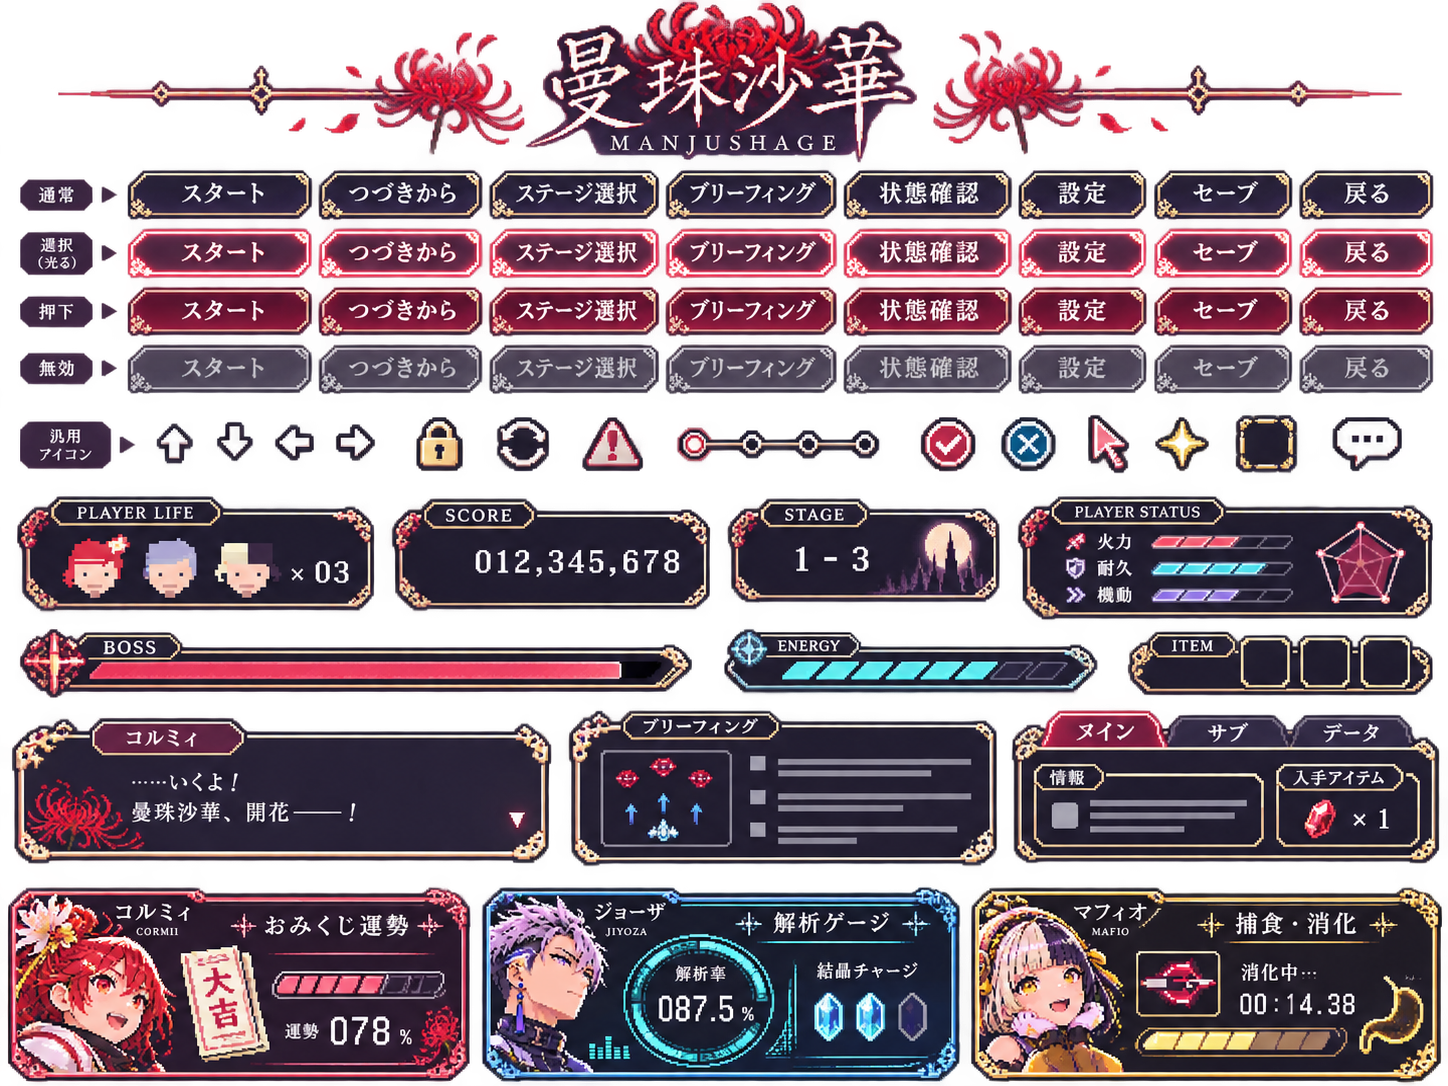 曼珠沙華
MANJUSHAGE
通常 スタート つづきから ステージ選択 ブリーフィング 状態確認 設定 セーブ 戻る
選択
(光る)
スタート つづきから ステージ選択 ブリーフィング 状態確認 設定 セーブ 戻る
押下 スタート つづきから ステージ選択 ブリーフィング 状態確認 設定 セーブ 戻る
無効 スタート つづきから ステージ選択 ブリーフィング 状態確認 設定 セーブ 戻る
汎用
アイコン
PLAYER LIFE
× 03
SCORE
012,345,678
STAGE
1 - 3
PLAYER STATUS
火力
耐久
機動
BOSS
ENERGY
ITEM
コルミィ
……いくよ！
曼珠沙華、開花――！
ブリーフィング
メイン サブ データ
情報
入手アイテム
× 1
コルミィ
CORMII
おみくじ運勢
大吉
運勢 078 %
ジョーザ
JIYOZA
解析ゲージ
解析率
087.5 %
結晶チャージ
マフィオ
MAFIO
捕食・消化
消化中…
00:14.38